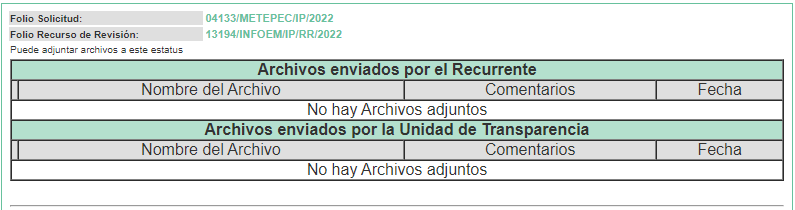 Folio Solicitud: 04133/METEPEC/IP/2022
Folio Recurso de Revisión: 13194/INFOEM/IP/RR/2022
Puede adjuntar archivos a este estatus
Archivos enviados por el Recurrente
Nombre del Archivo Comentarios Fecha
No hay Archivos adjuntos
Archivos enviados por la Unidad de Transparencia
Nombre del Archivo Comentarios Fecha
No hay Archivos adjuntos